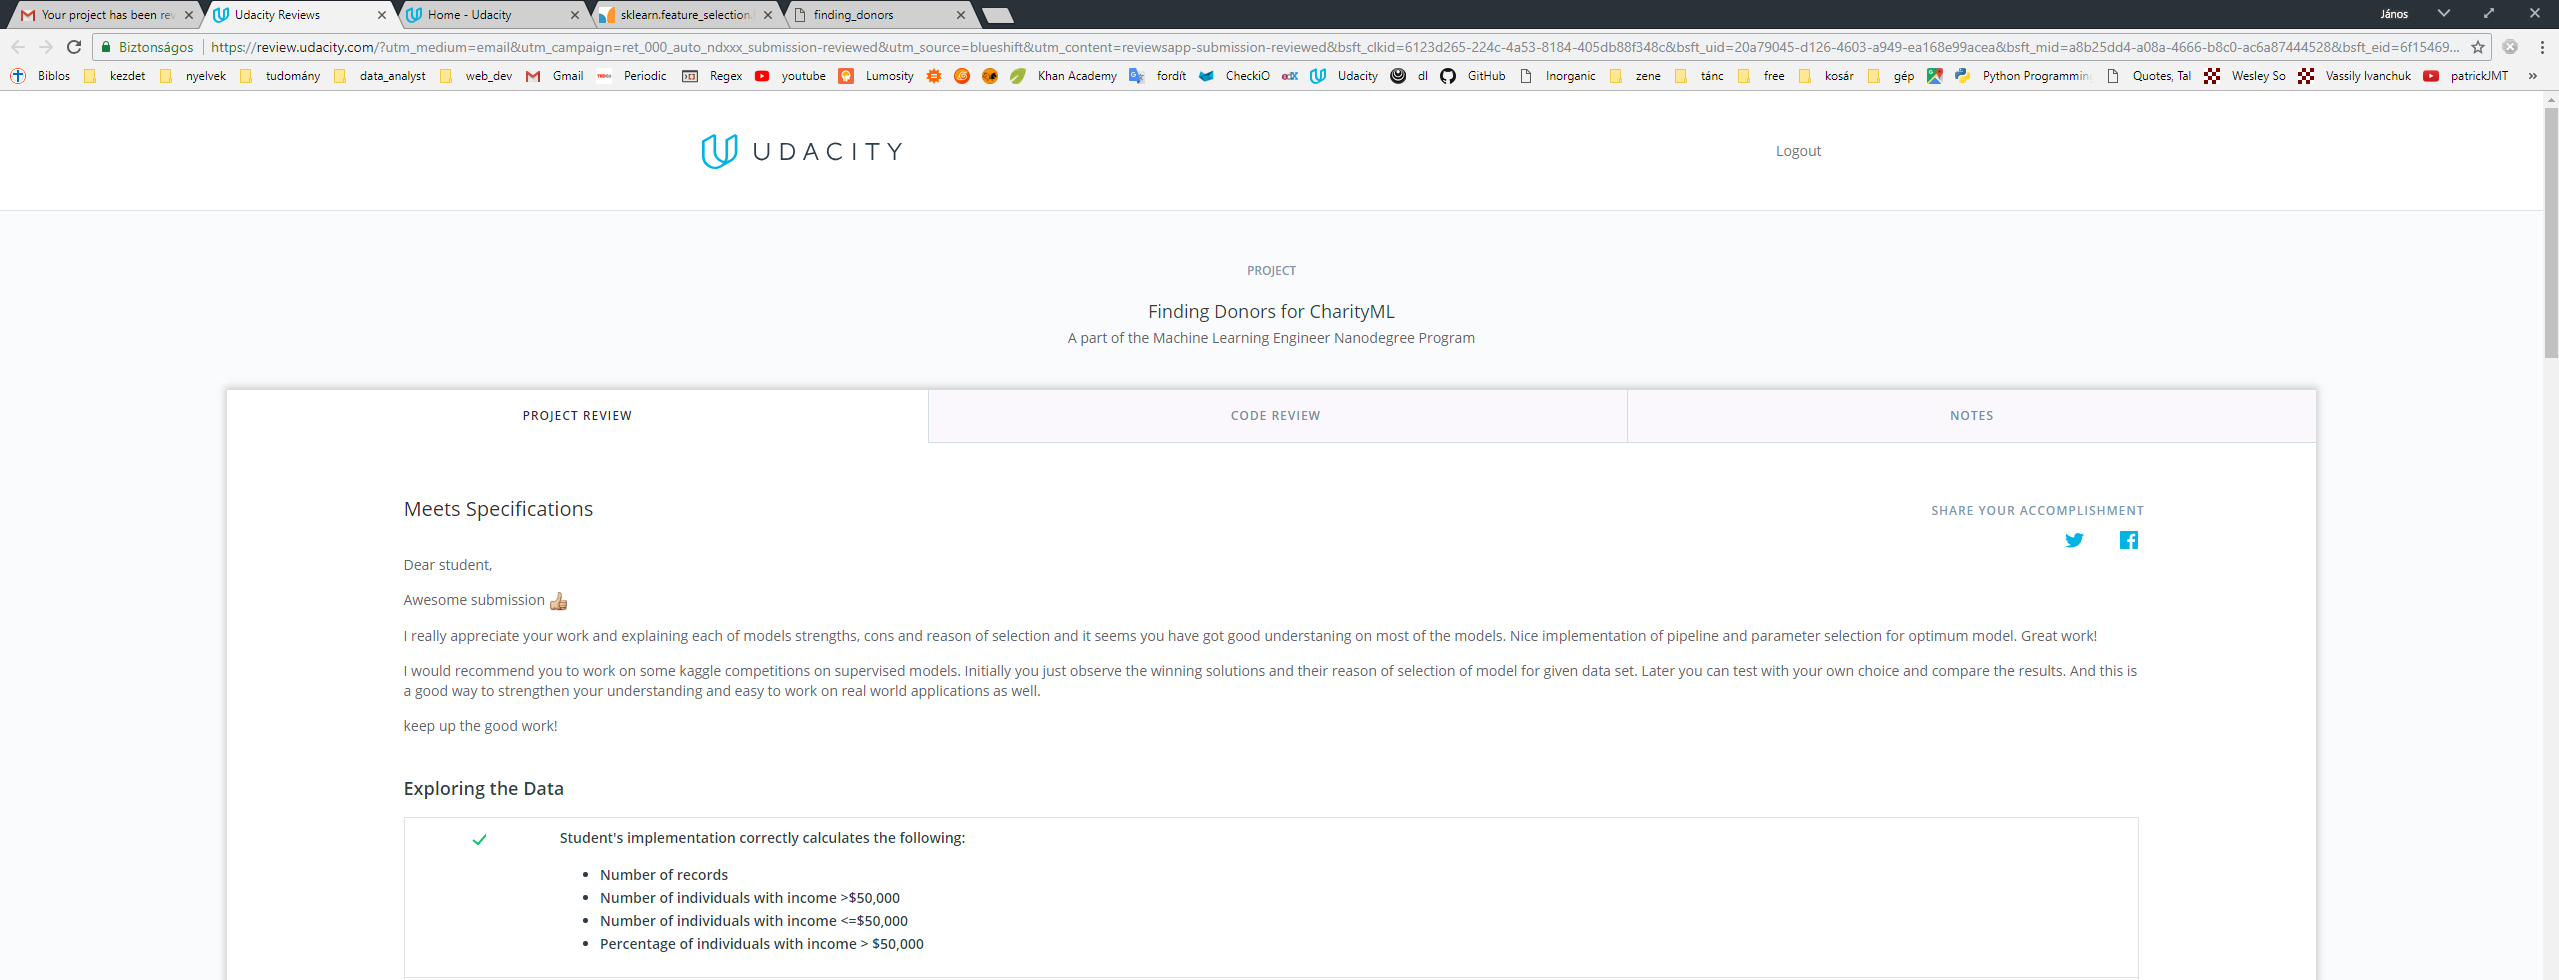 Your project has been rev
Udacity Reviews
Home - Udacity
sklearn.feature_selection.
finding_donors
János
Biztonságos
https://review.udacity.com/?utm_medium=email&utm_campaign=ret_000_auto_ndxxx_submission-reviewed&utm_source=blueshift&utm_content=reviewsapp-submission-reviewed&bsft_clkid=6123d265-224c-4a53-8184-405db88f348c&bsft_uid=20a79045-d126-4603-a949-ea168e99acea&bsft_mid=a8b25dd4-a08a-4666-b8c0-ac6a87444528&bsft_eid=6f15469...
Biblos kezdet nyelvek tudomány data_analyst web_dev Gmail Periodic Regex youtube Lumosity Khan Academy fordít CheckiO edX Udacity dl GitHub Inorganic zene tánc free kosár gép Python Programming Quotes, Tal Wesley So Vassily Ivanchuk patrickJMT »
UDACITY
Logout
PROJECT
Finding Donors for CharityML
A part of the Machine Learning Engineer Nanodegree Program
PROJECT REVIEW
CODE REVIEW
NOTES
Meets Specifications
SHARE YOUR ACCOMPLISHMENT
Dear student,
Awesome submission 👍
I really appreciate your work and explaining each of models strengths, cons and reason of selection and it seems you have got good understaning on most of the models. Nice implementation of pipeline and parameter selection for optimum model. Great work!
I would recommend you to work on some kaggle competitions on supervised models. Initially you just observe the winning solutions and their reason of selection of model for given data set. Later you can test with your own choice and compare the results. And this is
a good way to strengthen your understanding and easy to work on real world applications as well.
keep up the good work!
Exploring the Data
Student's implementation correctly calculates the following:
• Number of records
• Number of individuals with income >$50,000
• Number of individuals with income <=$50,000
• Percentage of individuals with income > $50,000